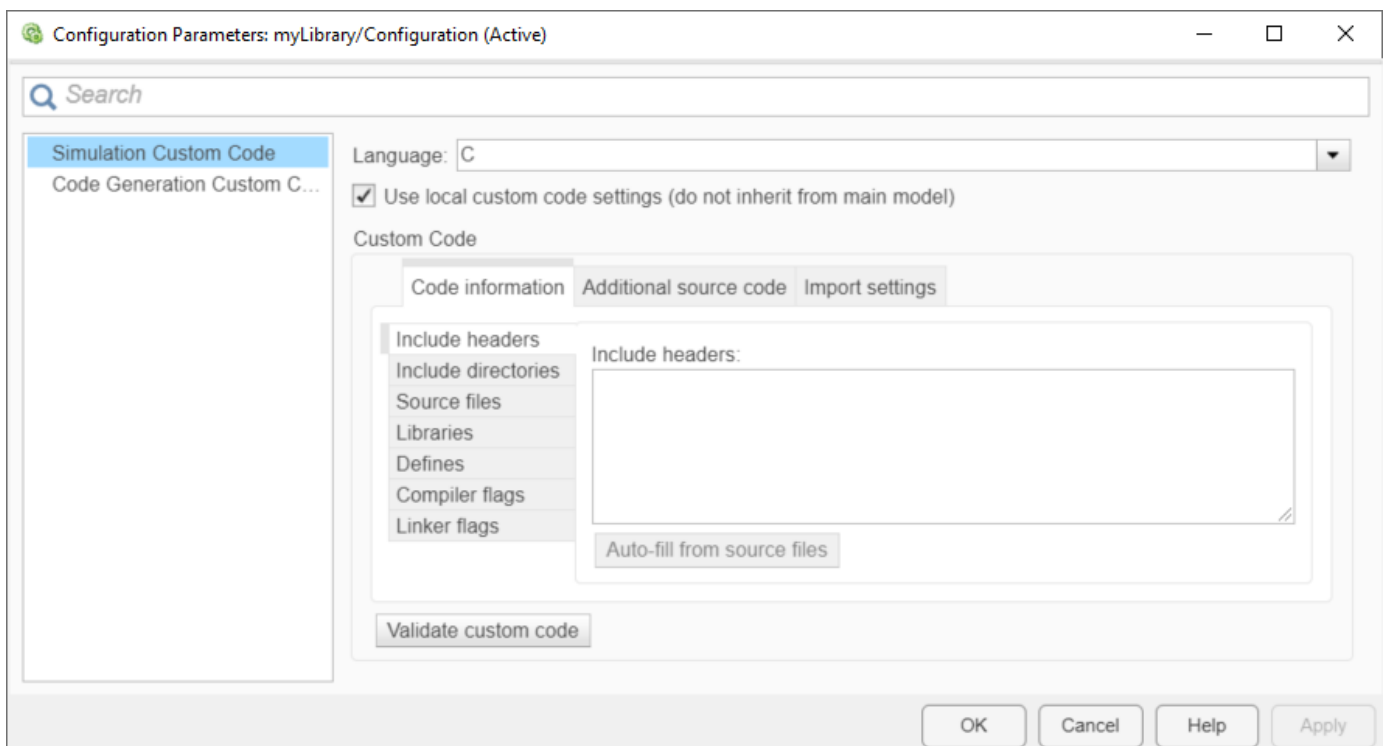 Configuration Parameters: myLibrary/Configuration (Active)
Search
Simulation Custom Code
Code Generation Custom C...
Language: C
Use local custom code settings (do not inherit from main model)
Custom Code
Code information Additional source code Import settings
Include headers
Include directories
Source files
Libraries
Defines
Compiler flags
Linker flags
Include headers:
Auto-fill from source files
Validate custom code
OK Cancel Help Apply